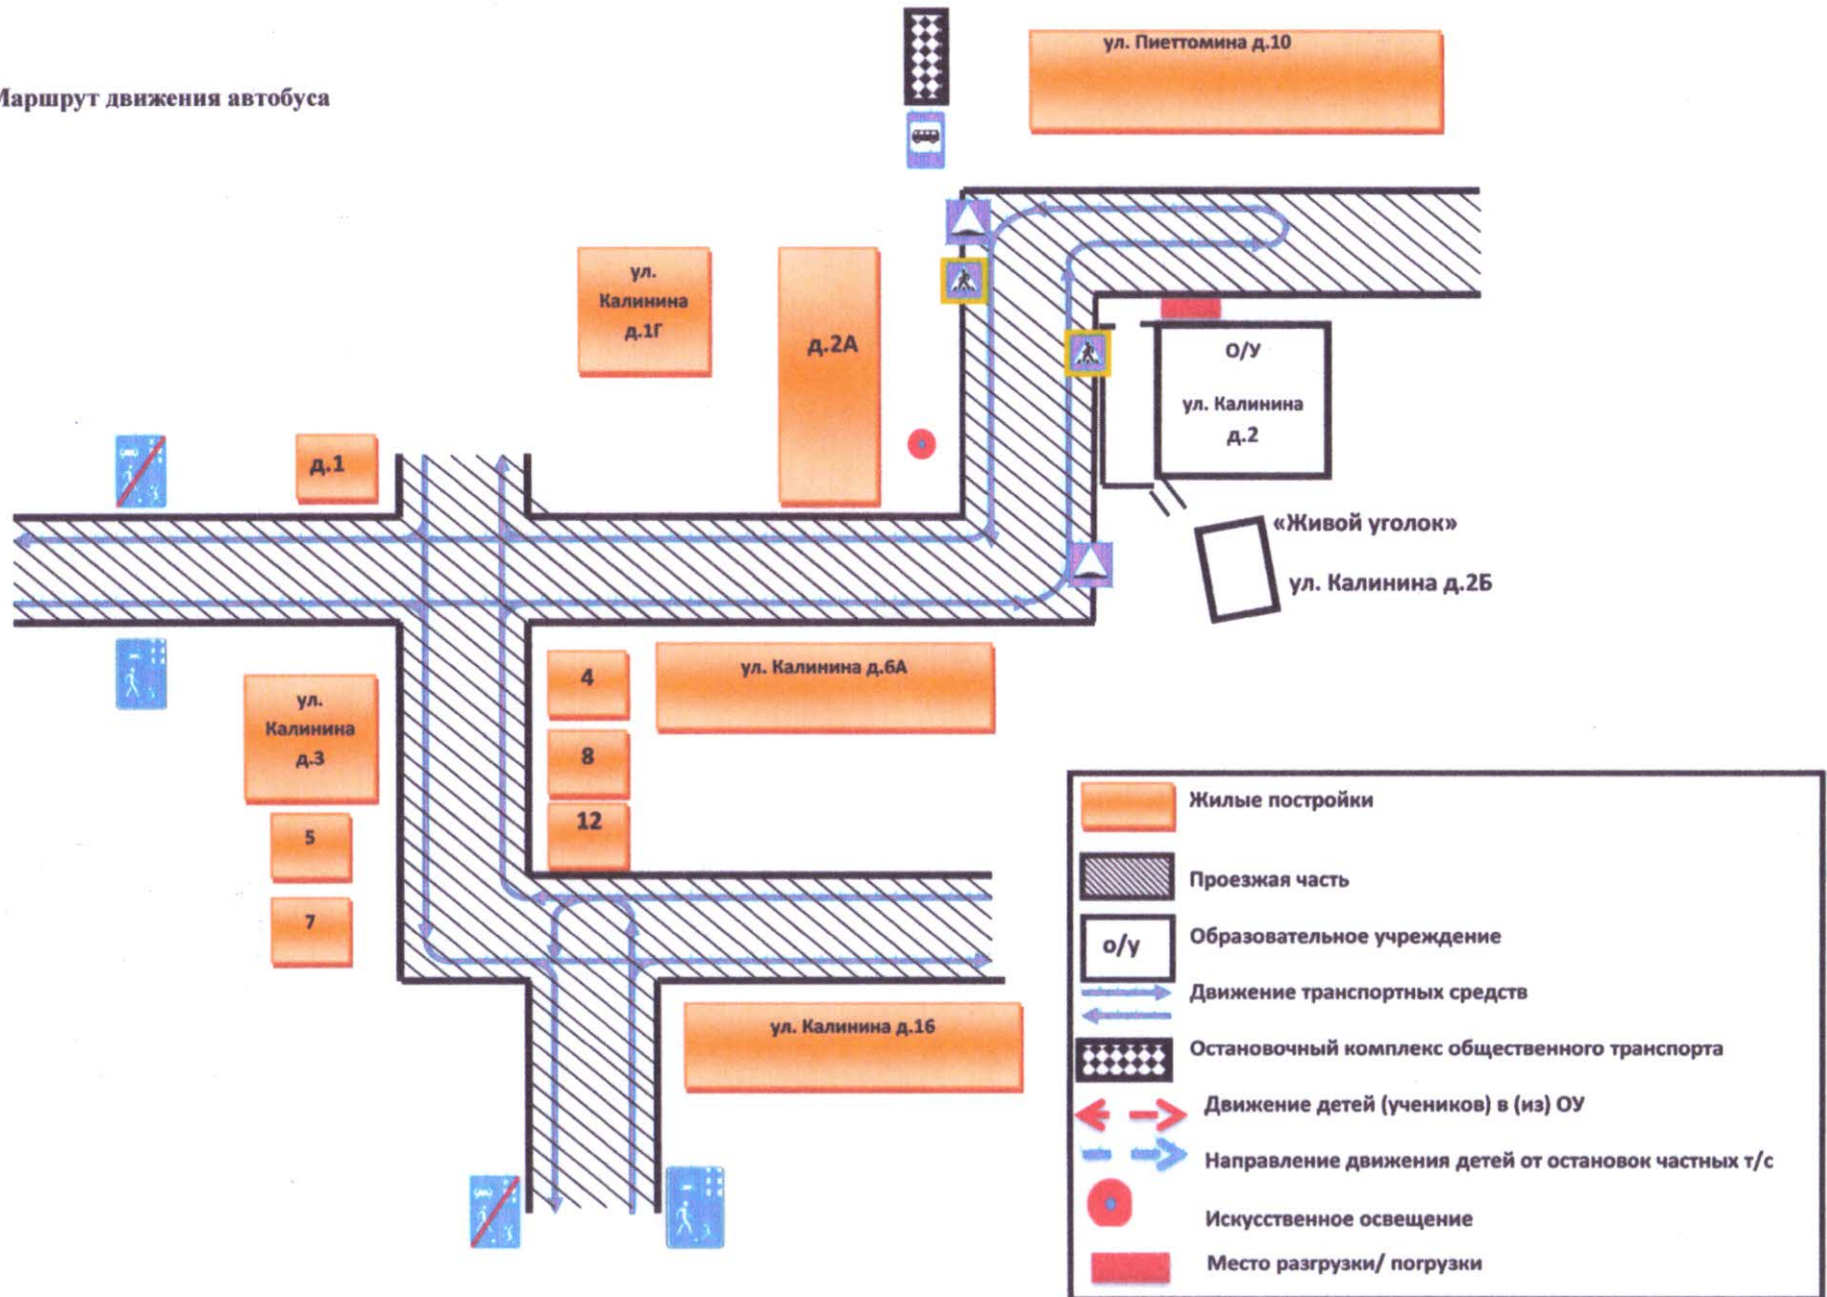 Маршрут движения автобуса
ул. Пиеттомина д.10
ул.
Калинина
д.1Г
д.2А
О/У
ул. Калинина
д.2
д.1
«Живой уголок»
ул. Калинина д.2Б
ул.
Калинина
д.3
4
ул. Калинина д.6А
8
12
5
7
ул. Калинина д.16
Жилые постройки
Проезжая часть
о/у
Образовательное учреждение
Движение транспортных средств
Остановочный комплекс общественного транспорта
Движение детей (учеников) в (из) ОУ
Направление движения детей от остановок частных т/с
Искусственное освещение
Место разгрузки/ погрузки